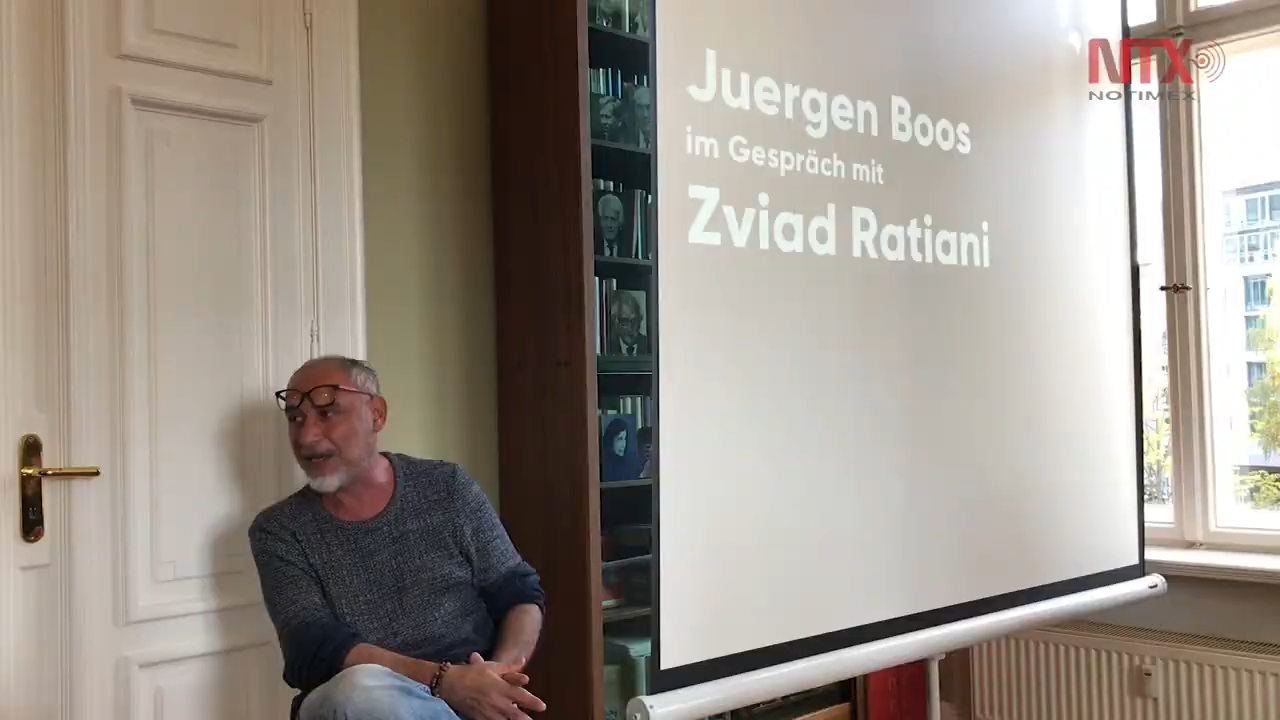 Juergen Boos
im Gespräch mit
Zviad Ratiani
NTX
NOTIMEX